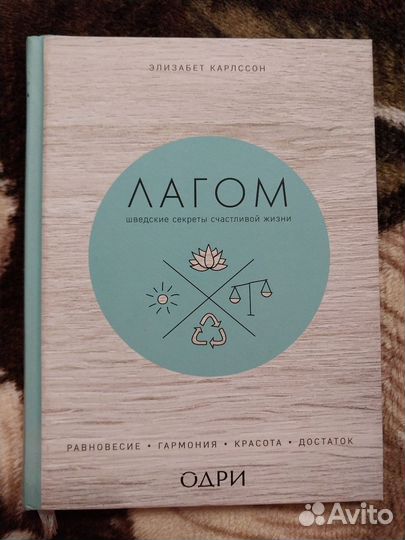 ЭЛИЗАБЕТ КАРЛССОН
ЛАГОМ
шведские секреты счастливой жизни
РАВНОВЕСИЕ • ГАРМОНИЯ • КРАСОТА • ДОСТАТОК
ОДРИ
Avito